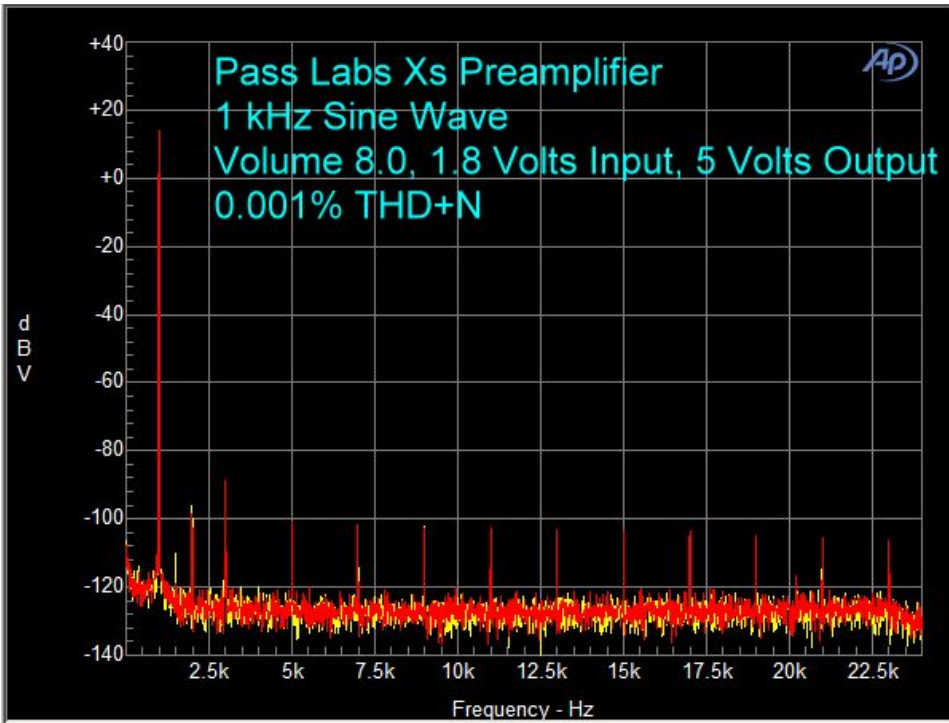 +40
Pass Labs Xs Preamplifier
AP
+20
1 kHz Sine Wave
Volume 8.0, 1.8 Volts Input, 5 Volts Output
+0
0.001% THD+N
-20
-40
d
B
V
-60
-80
-100
-120
-140
2.5k 5k 7.5k 10k 12.5k 15k 17.5k 20k 22.5k
Frequency - Hz